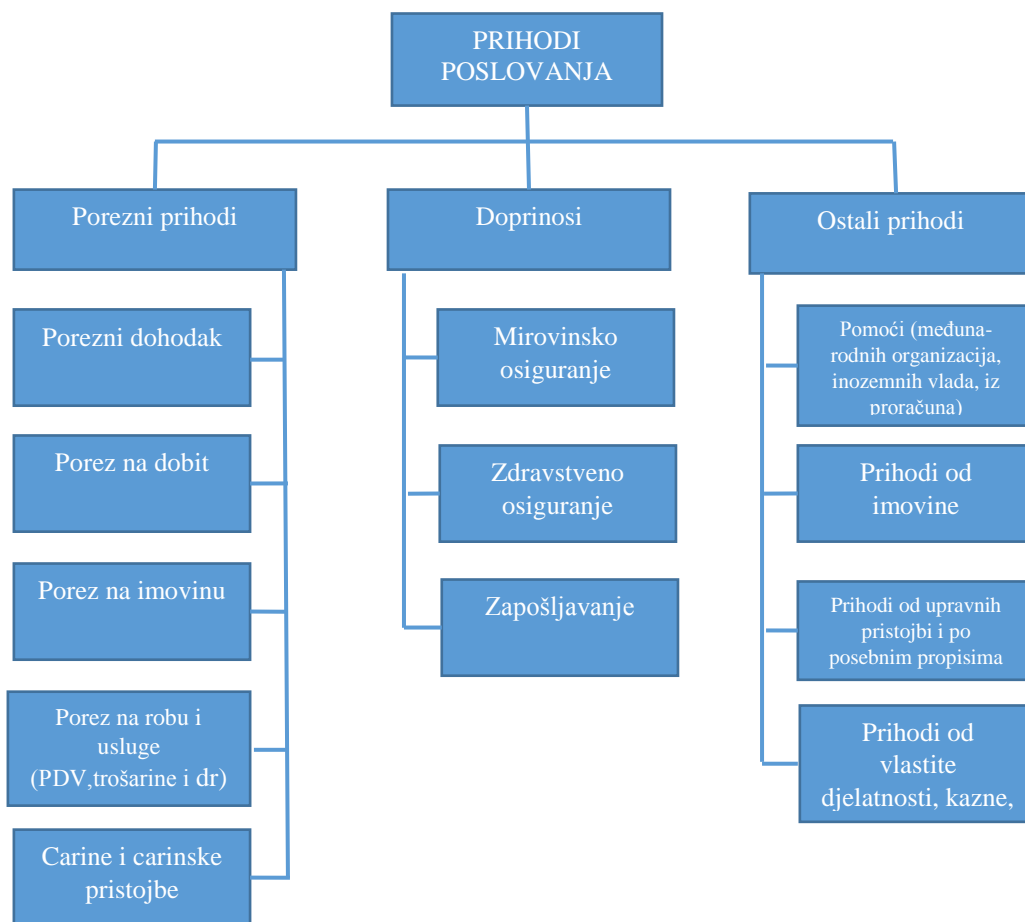 PRIHODI
POSLOVANJA
Porezni prihodi
Doprinosi
Ostali prihodi
Porezni dohodak
Porez na dobit
Porez na imovinu
Porez na robu i
usluge
(PDV,trošarine i dr)
Carine i carinske
pristojbe
Mirovinsko
osiguranje
Zdravstveno
osiguranje
Zapošljavanje
Pomoći (međuna-
rodnih organizacija,
inozemnih vlada, iz
proračuna)
Prihodi od
imovine
Prihodi od upravnih
pristojbi i po
posebnim propisima
Prihodi od
vlastite
djelatnosti, kazne,